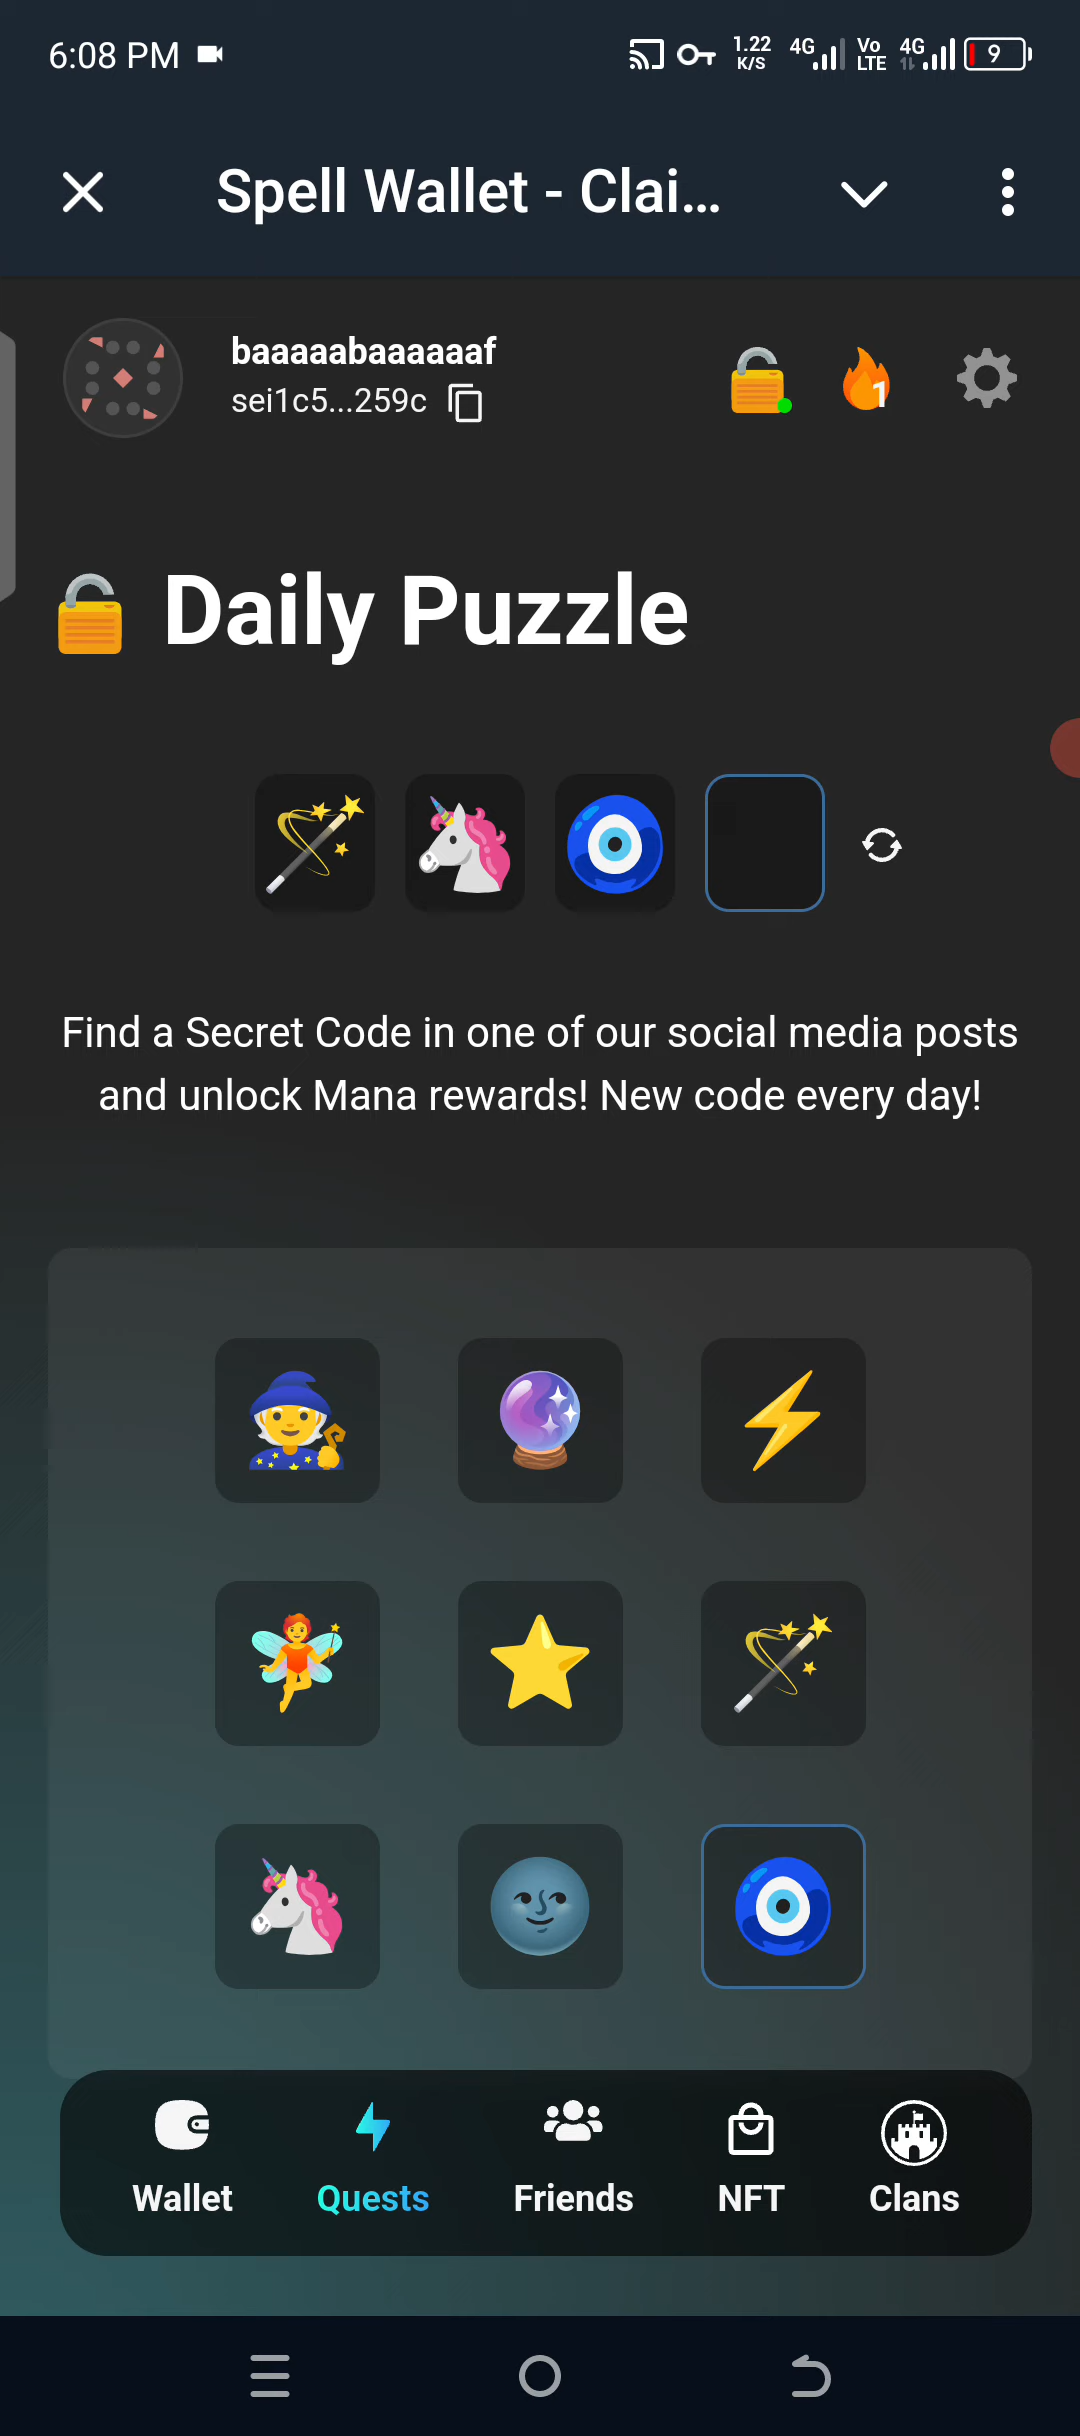 6:08 PM
1.22 K/S 4G Vo LTE 4G 9
Spell Wallet - Clai...
baaaaabaaaaaaf
sei1c5...259c
1
Daily Puzzle
Find a Secret Code in one of our social media posts
and unlock Mana rewards! New code every day!
Wallet Quests Friends NFT Clans